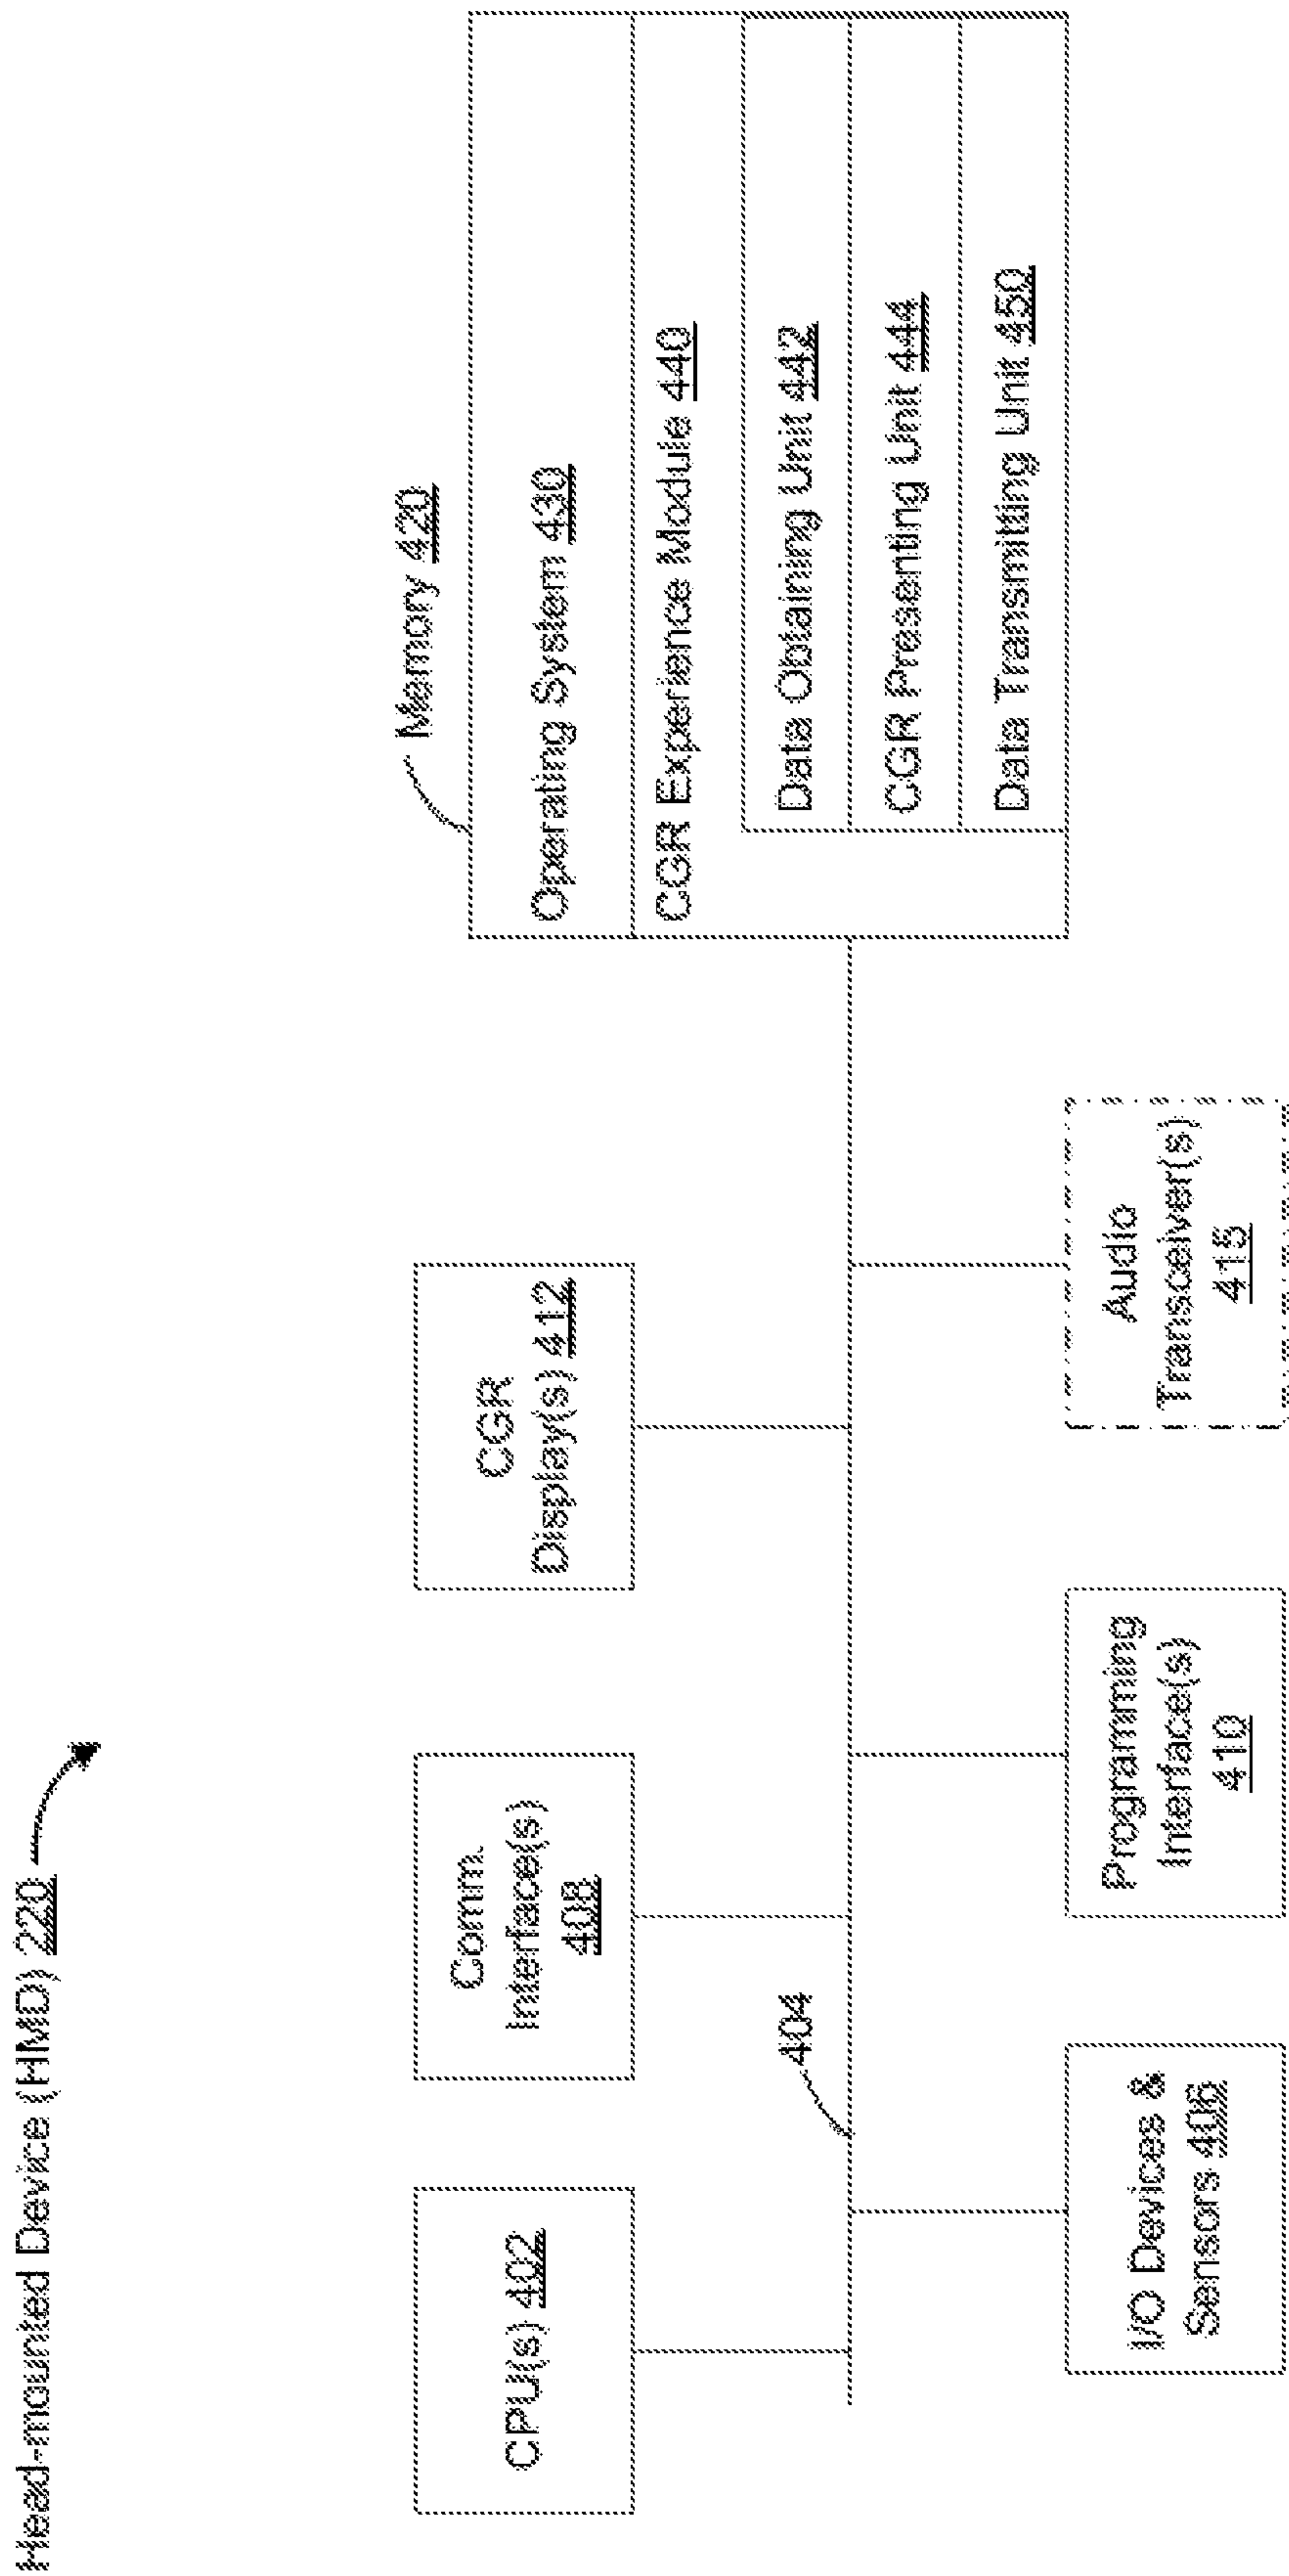 Head-mounted Device (HMD) 220
Memory 420
Operating System 430
CGR Experience Module 440
Data Obtaining Unit 442
CGR Presenting Unit 444
Data Transmitting Unit 450
CPU(s) 402
Comm.
Interface(s)
408
CGR
Display(s) 412
404
I/O Devices &
Sensors 406
Programming
Interface(s)
410
Audio
Transceiver(s)
415